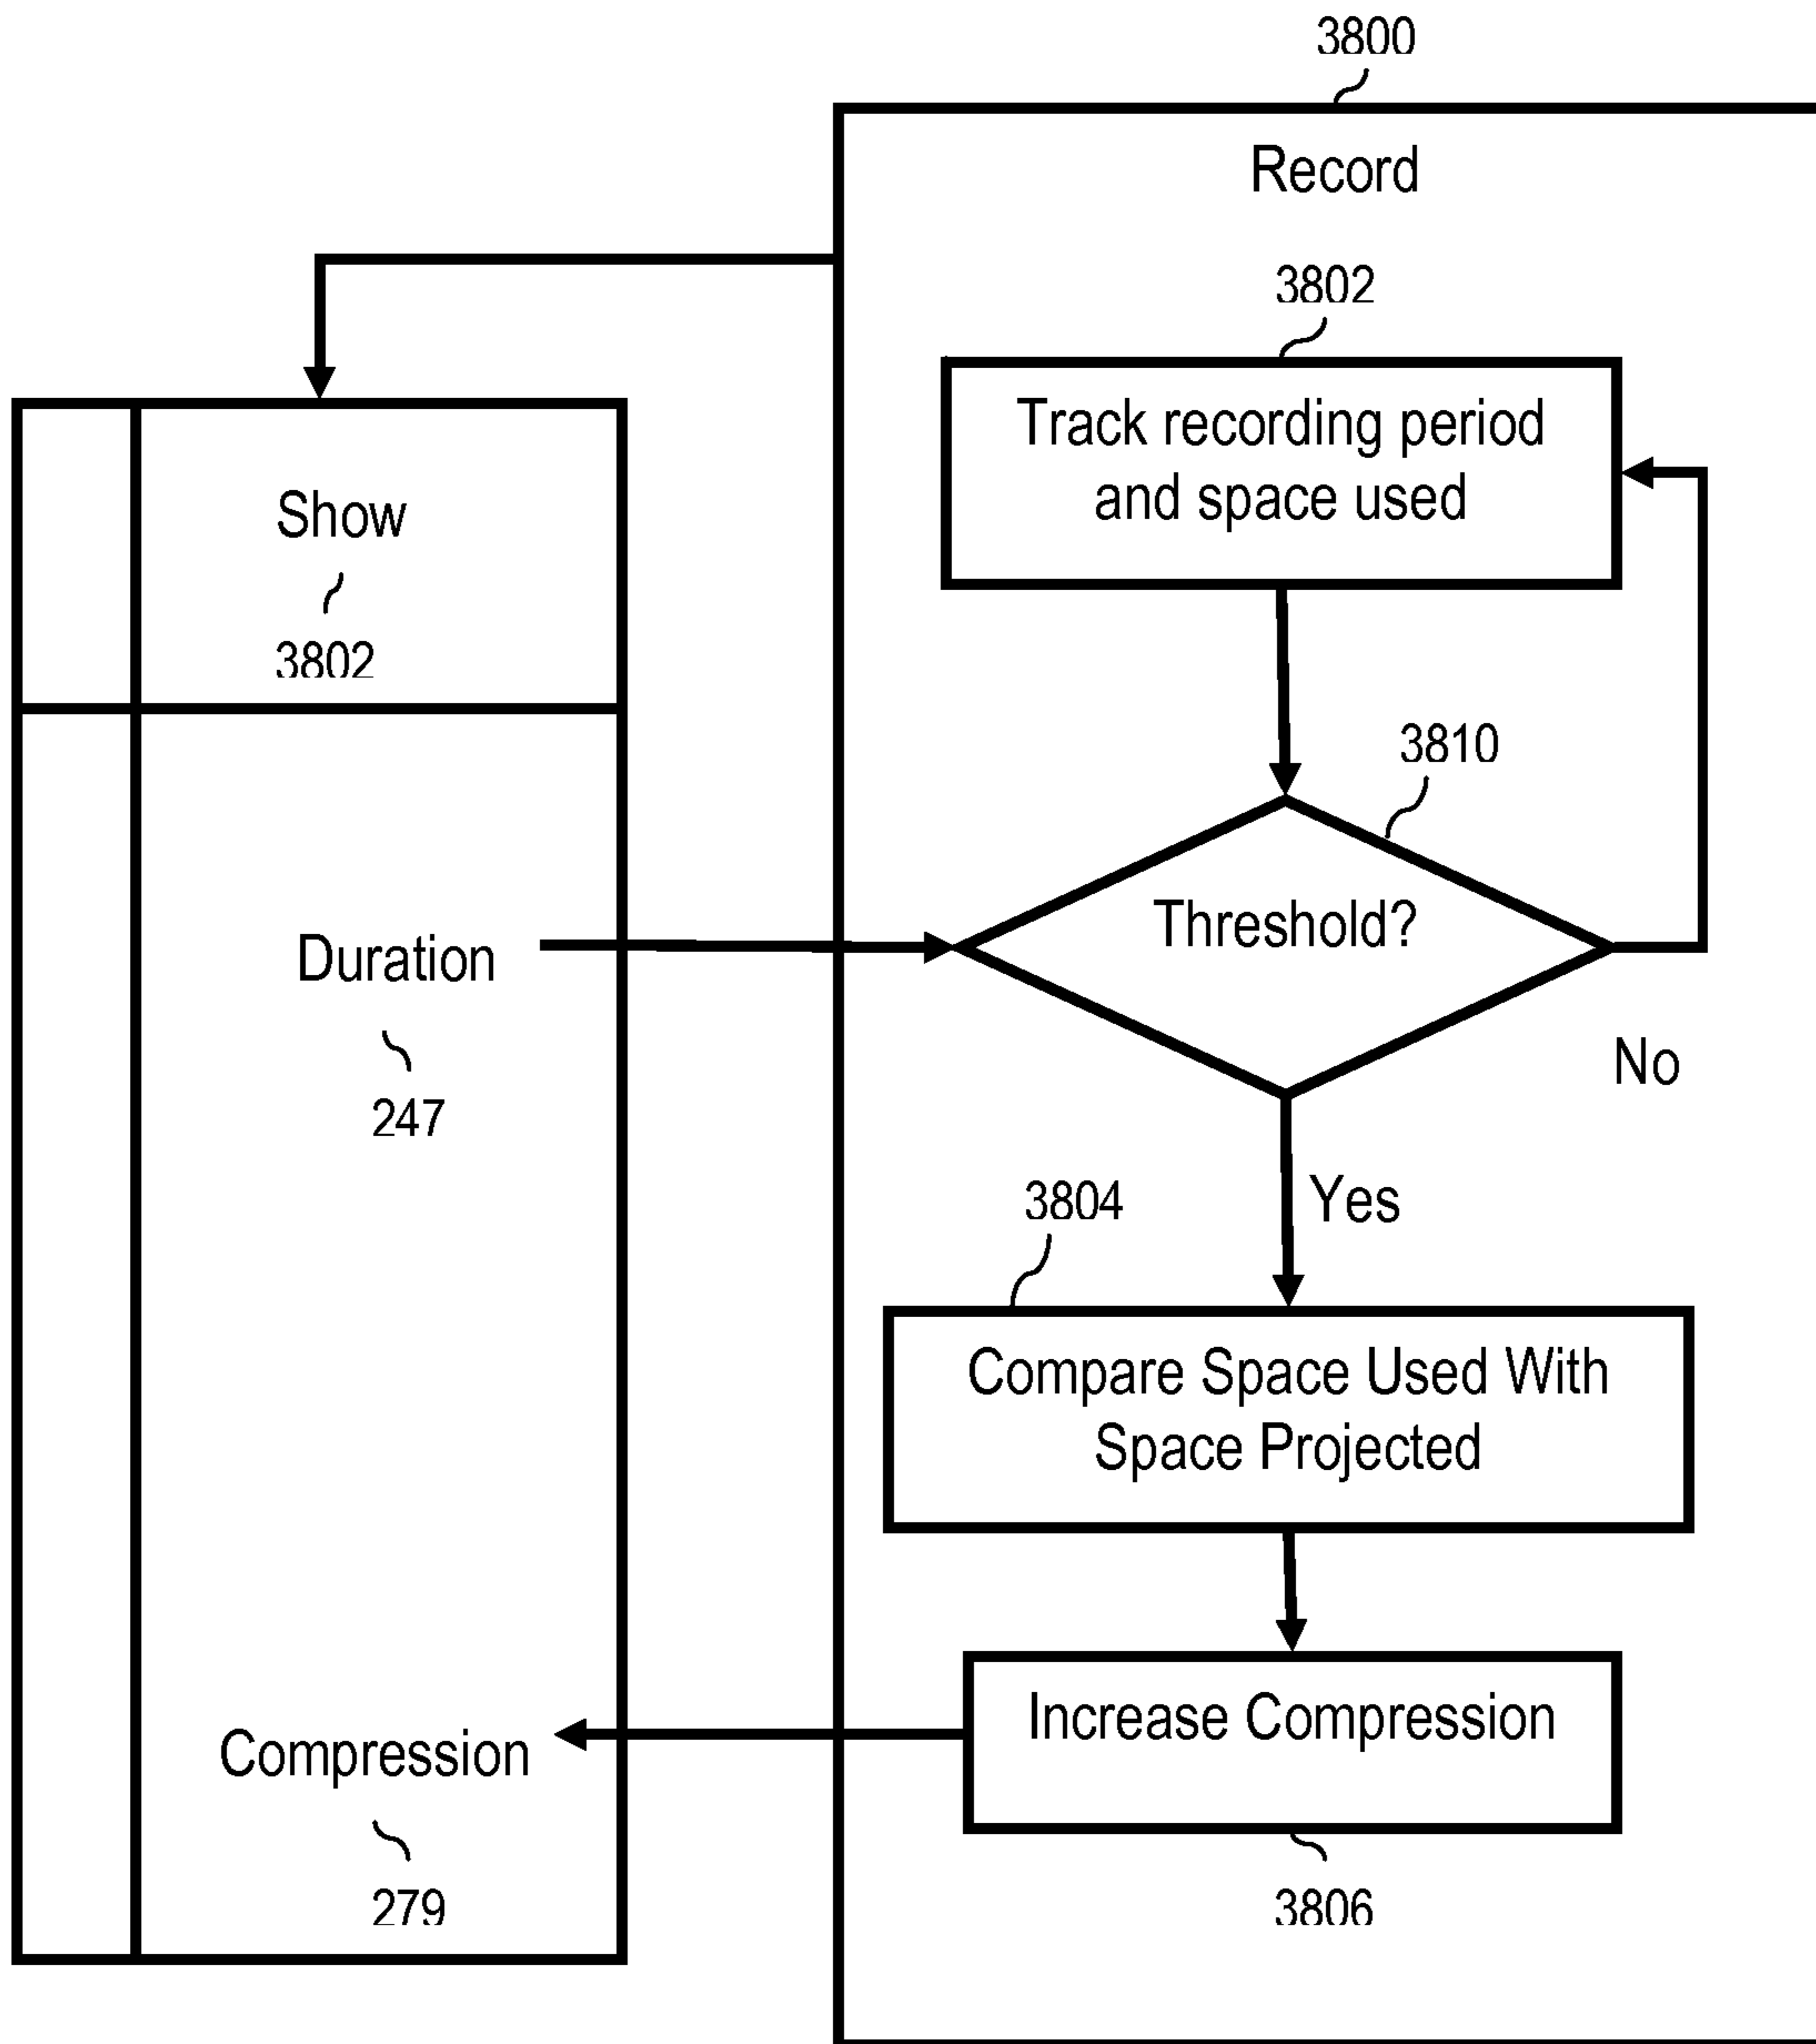 3800
Record
3802
Track recording period
and space used
Show
3802
3810
Threshold?
Duration
247
No
Yes
3804
Compare Space Used With
Space Projected
Increase Compression
Compression
279
3806